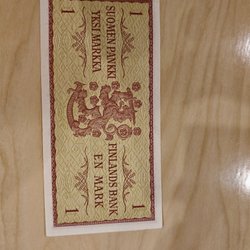 1 1
SUOMEN PANKKI
YKSI MARKKA
FINLANDS BANK
EN MARK
1 1